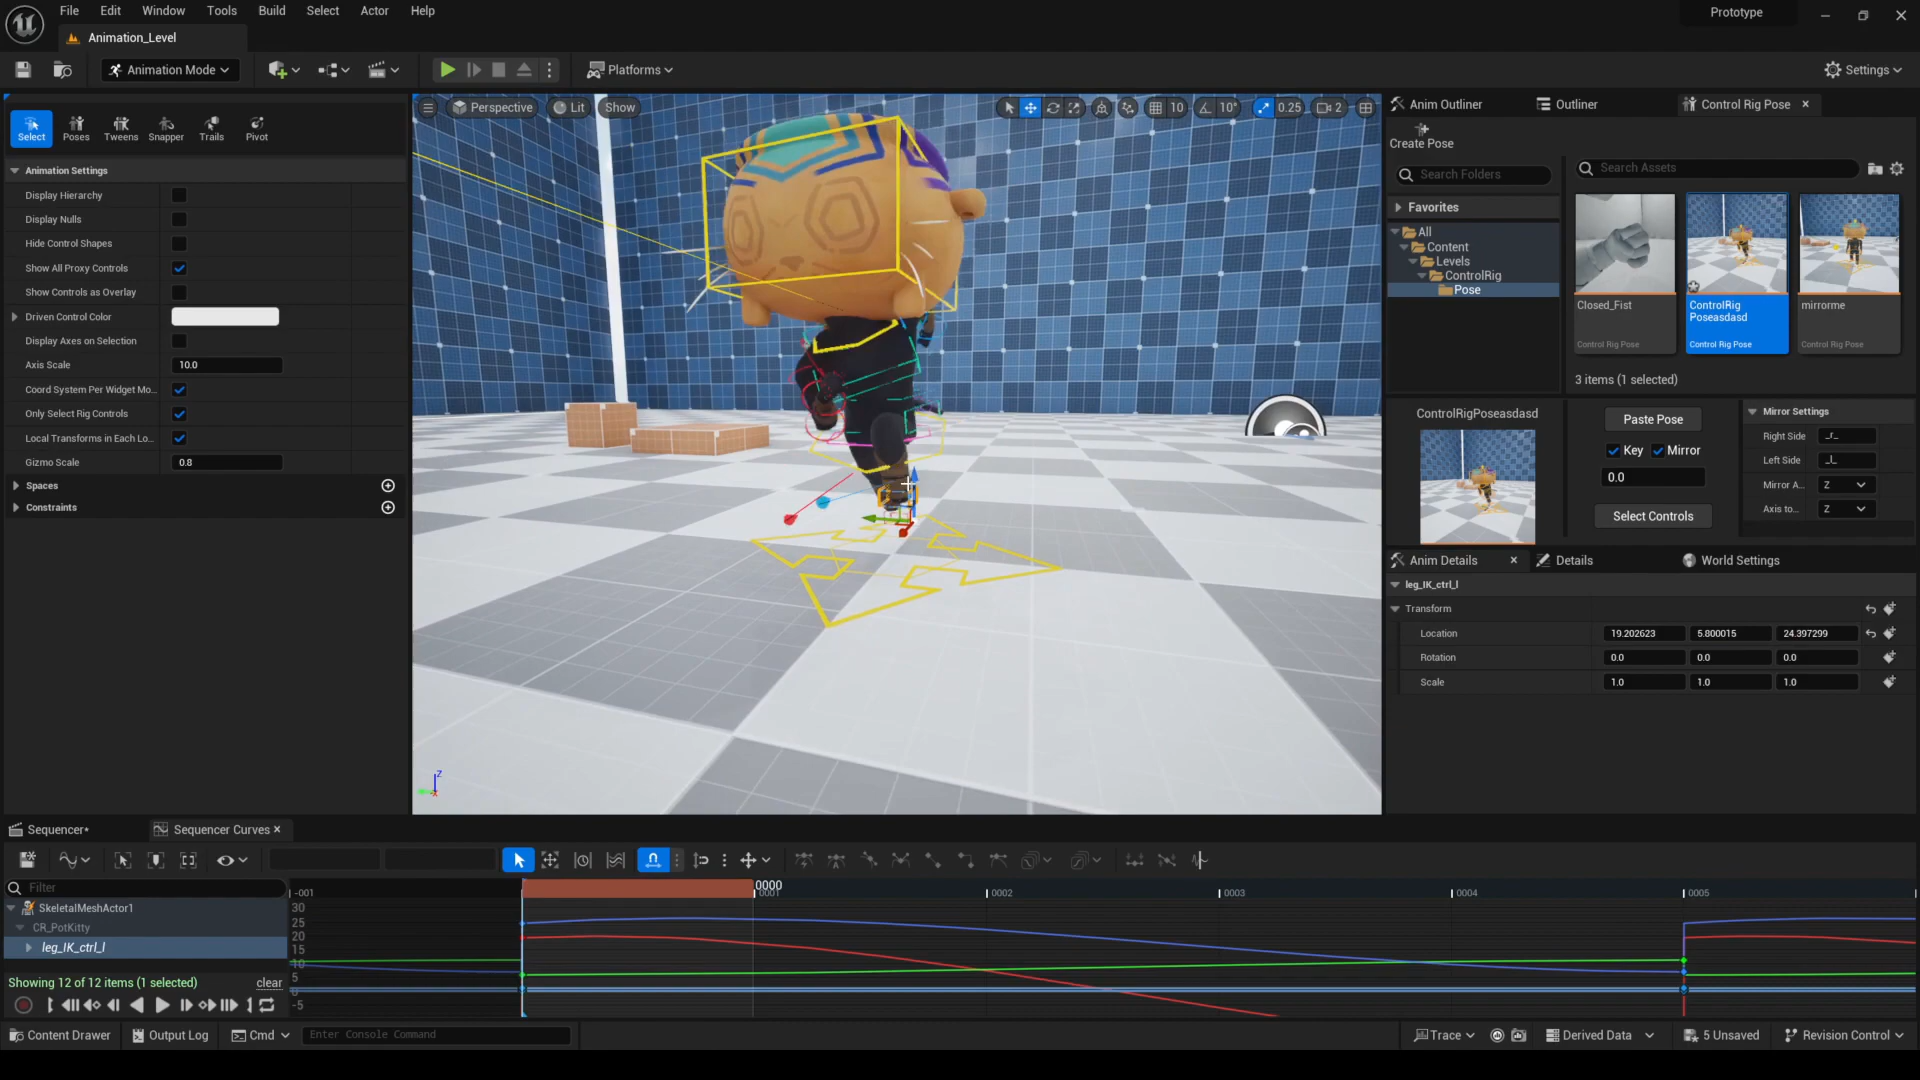 File Edit Window Tools Build Select Actor Help
Prototype
Animation_Level
Animation Mode
Platforms
Settings
Select Poses Tweens Snapper Trails Pivot
Animation Settings
Display Hierarchy
Display Nulls
Hide Control Shapes
Show All Proxy Controls
Show Controls as Overlay
Driven Control Color
Display Axes on Selection
Axis Scale 10.0
Coord System Per Widget Mo...
Only Select Rig Controls
Local Transforms in Each Lo...
Gizmo Scale 0.8
Spaces
Constraints
Perspective Lit Show
10 10° 0.25 2
Z
Anim Outliner Outliner Control Rig Pose
Create Pose
Search Folders
Search Assets
Favorites
All
Content
Levels
ControlRig
Pose
Closed_Fist
Control Rig Pose
ControlRig
Poseasdasd
Control Rig Pose
mirrorme
Control Rig Pose
3 items (1 selected)
ControlRigPoseasdasd
Paste Pose
Key Mirror
0.0
Select Controls
Mirror Settings
Right Side _r_
Left Side _l_
Mirror A... Z
Axis to... Z
Anim Details Details World Settings
leg_IK_ctrl_l
Transform
Location 19.202623 5.800015 24.397299
Rotation 0.0 0.0 0.0
Scale 1.0 1.0 1.0
Sequencer* Sequencer Curves
Filter
SkeletalMeshActor1
CR_PotKitty
leg_IK_ctrl_l
Showing 12 of 12 items (1 selected) clear
-001 0000 0001 0002 0003 0004 0005
30
25
20
15
10
5
0
-5
Content Drawer Output Log Cmd Enter Console Command
Trace Derived Data 5 Unsaved Revision Control